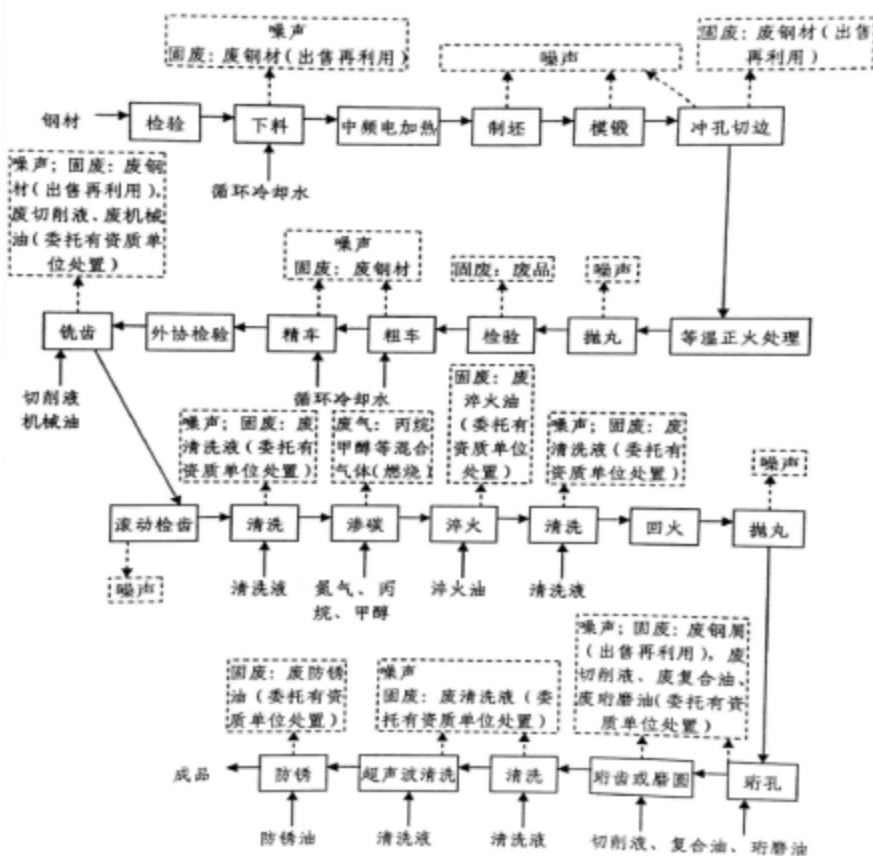 噪声
固废：废钢材（出售再利用）
噪声
固废：废钢材（出售
再利用）
钢材
检验
下料
中频电加热
制坯
模锻
冲孔切边
循环冷却水
噪声；固废：废钢
材（出售再利用），
废切削液、废机械
油（委托有资质单
位处置）
噪声
固废：废钢材
固废：废品
噪声
铣齿
外协检验
精车
粗车
检验
抛丸
等温正火处理
切削液
机械油
循环冷却水
噪声；固废：废
清洗液（委托有
资质单位处置）
废气：丙烷
甲醇等混合
气体（燃烧）
固废：废
淬火油
（委托有
资质单位
处置）
噪声；固废：废
清洗液（委托有
资质单位处置）
噪声
滚动检齿
清洗
渗碳
淬火
清洗
回火
抛丸
噪声
清洗液
氮气、丙
烷、甲醇
淬火油
清洗液
固废：废防锈
油（委托有资
质单位处置）
噪声
固废：废清洗液（委
托有资质单位处置）
噪声；固废：废钢屑
（出售再利用），废
切削液、废复合油、
废珩磨油（委托有资
质单位处置）
成品
防锈
超声波清洗
清洗
珩齿或磨圆
珩孔
防锈油
清洗液
清洗液
切削液、复合油、珩磨油